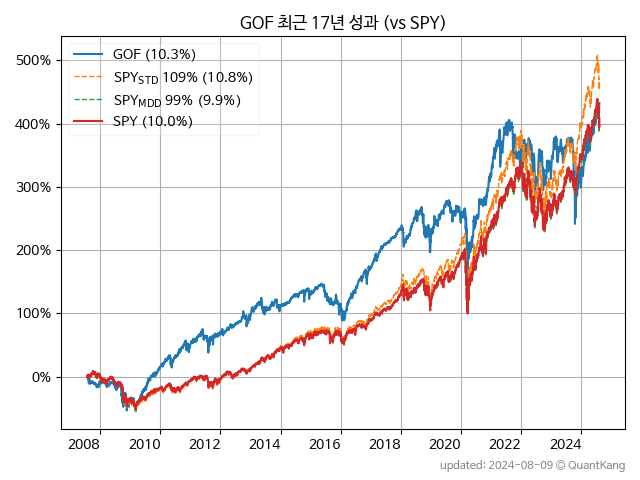 GOF 최근 17년 성과 (vs SPY)
GOF (10.3%)
SPY_STD 109% (10.8%)
SPY_MDD 99% (9.9%)
SPY (10.0%)
500%
400%
300%
200%
100%
0%
2008 2010 2012 2014 2016 2018 2020 2022 2024
updated: 2024-08-09 © QuantKang